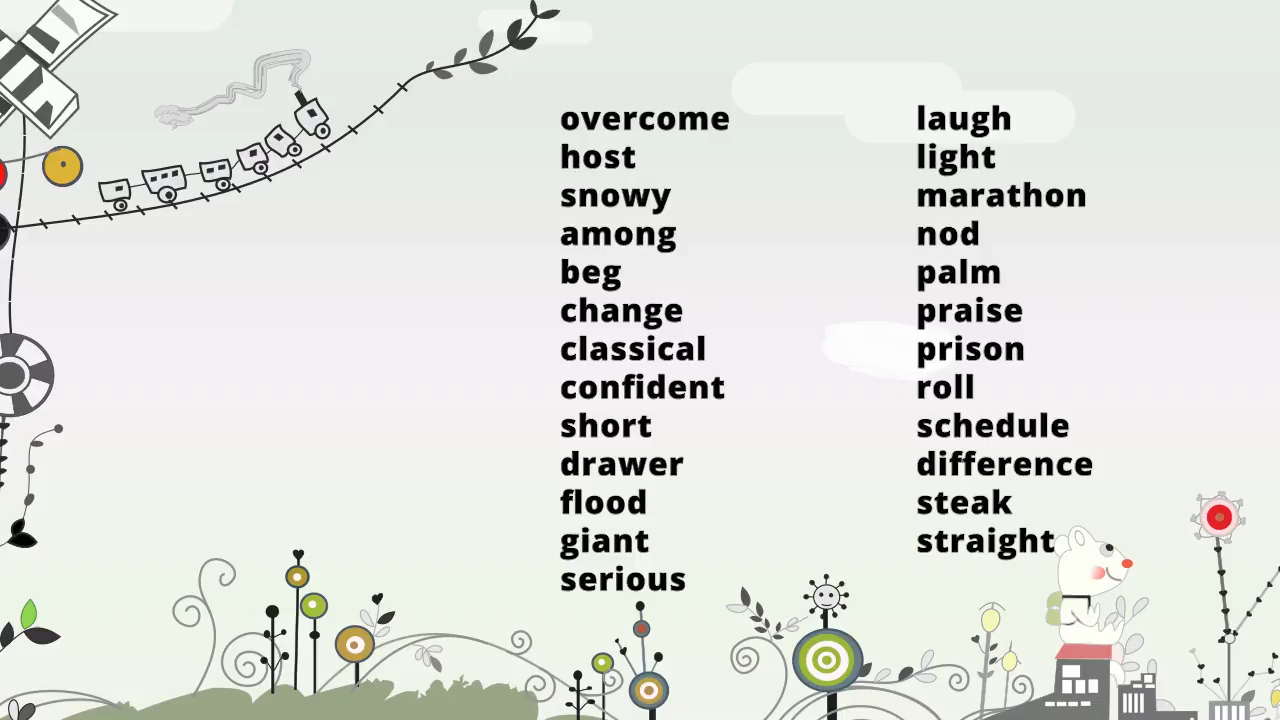 overcome
host
snowy
among
beg
change
classical
confident
short
drawer
flood
giant
serious
laugh
light
marathon
nod
palm
praise
prison
roll
schedule
difference
steak
straight